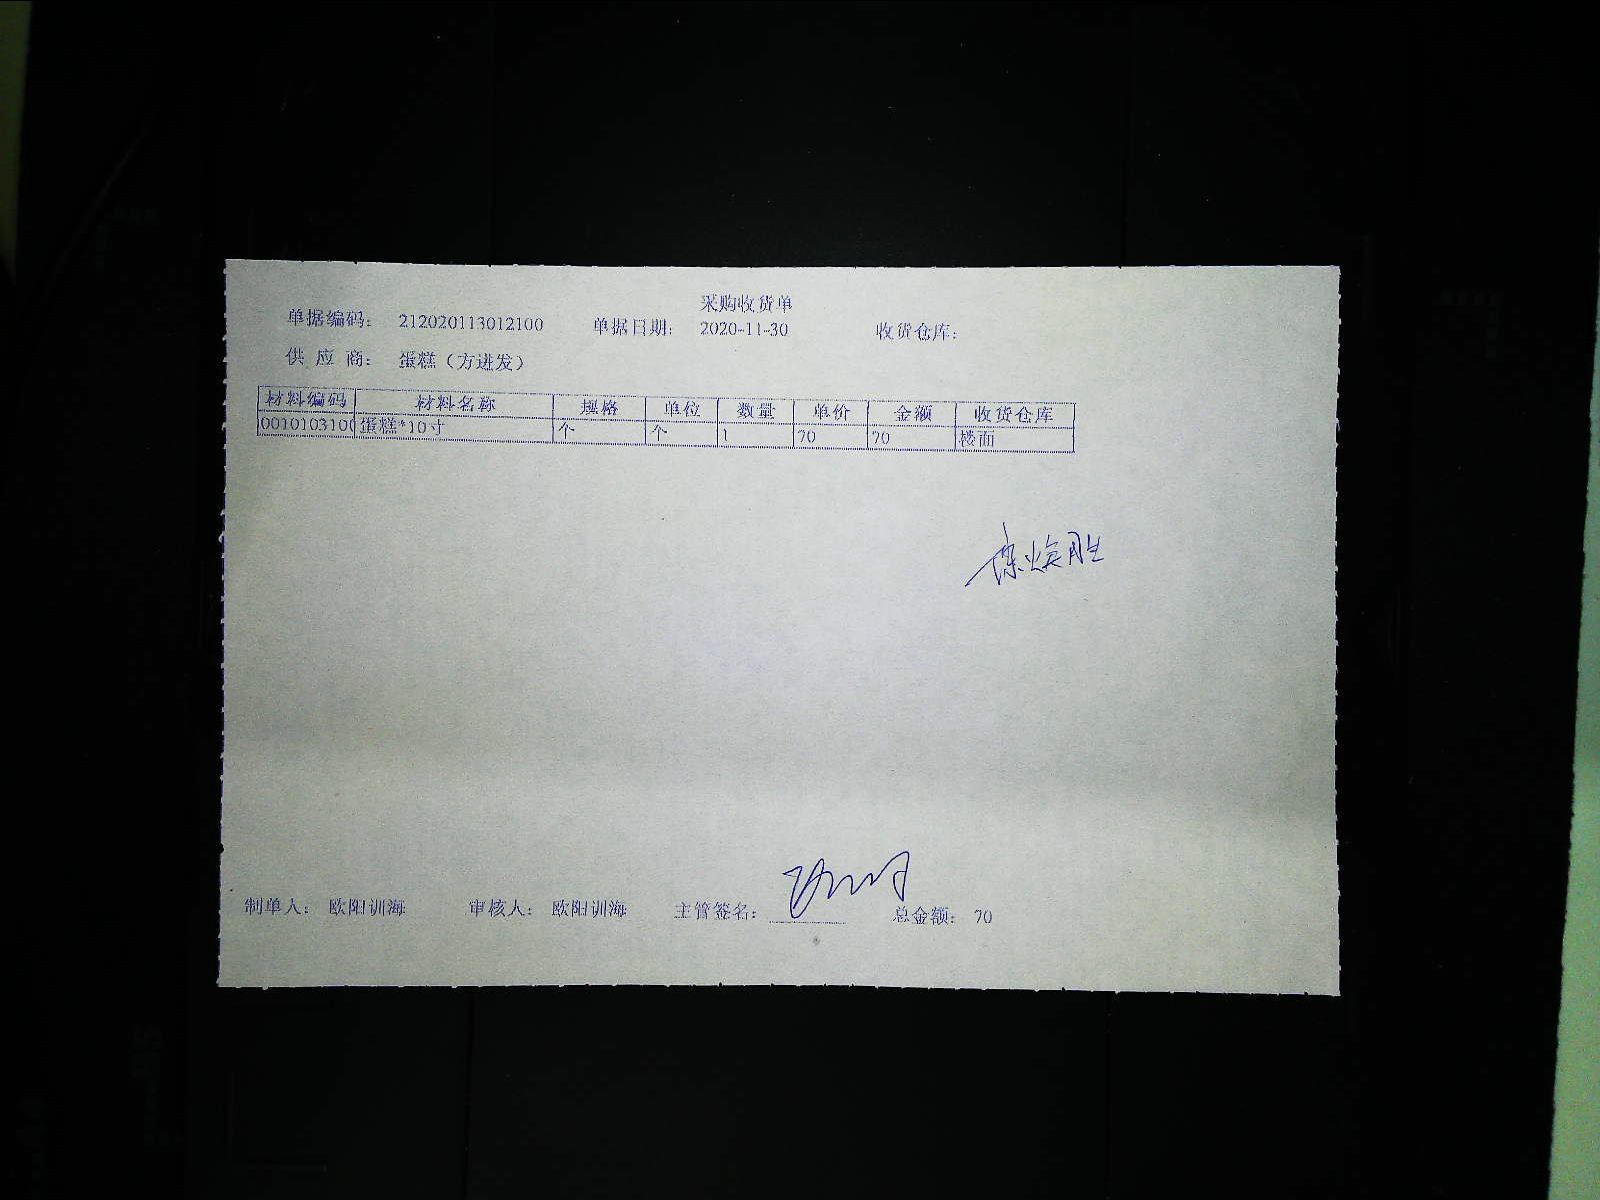 采购收货单
单据编码: 212020113012100 单据日期: 2020-11-30 收货仓库:
供应商: 蛋糕（方进发）
材料编码 材料名称 规格 单位 数量 单价 金额 收货仓库
0010103100 蛋糕*10寸 个 个 1 70 70 楼面
焕胜
制单人: 欧阳训海 审核人: 欧阳训海 主管签名: 总金额: 70